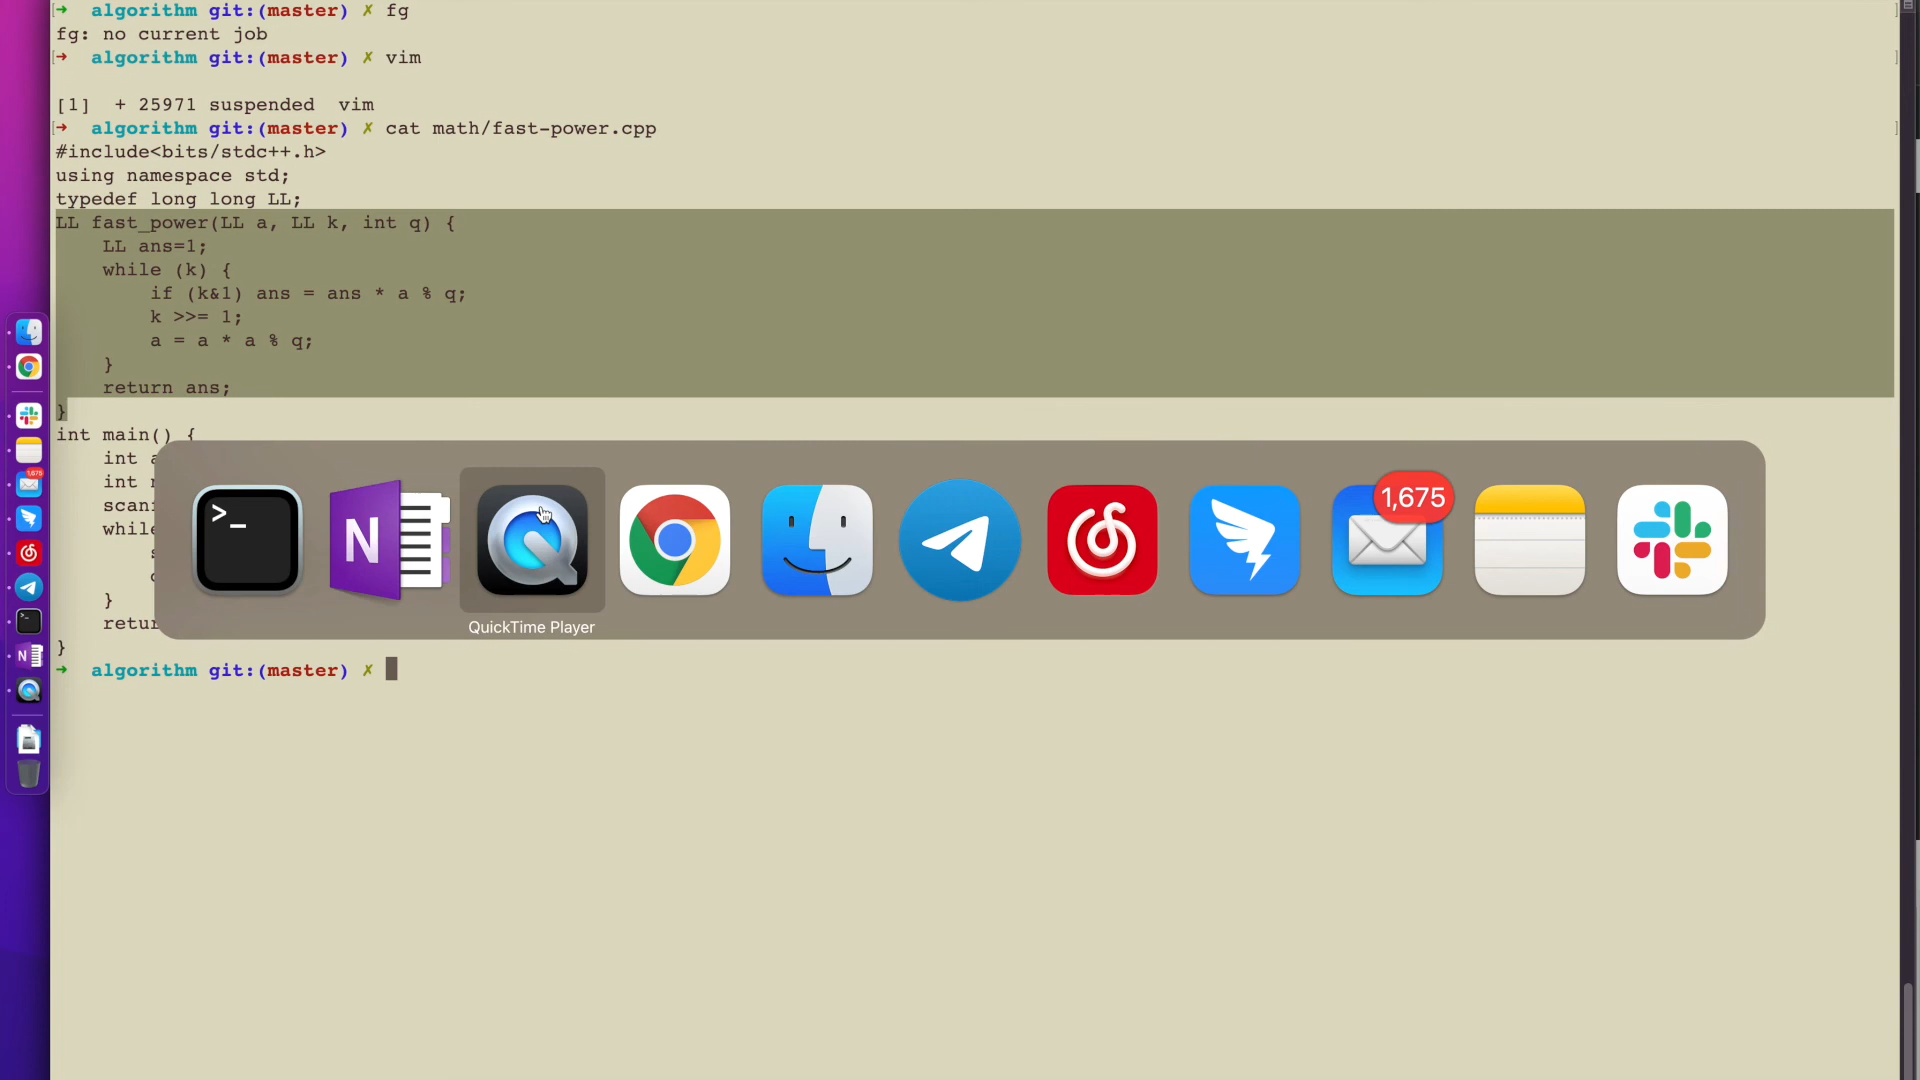 ➜  algorithm git:(master) ✗ fg
fg: no current job
➜  algorithm git:(master) ✗ vim
[1]  + 25971 suspended  vim
➜  algorithm git:(master) ✗ cat math/fast-power.cpp
#include<bits/stdc++.h>
using namespace std;
typedef long long LL;
LL fast_power(LL a, LL k, int q) {
    LL ans=1;
    while (k) {
        if (k&1) ans = ans * a % q;
        k >>= 1;
        a = a * a % q;
    }
    return ans;
}
int main() {
    int
    int
    while
    }
}
>_
N
1,675
QuickTime Player
➜  algorithm git:(master) ✗